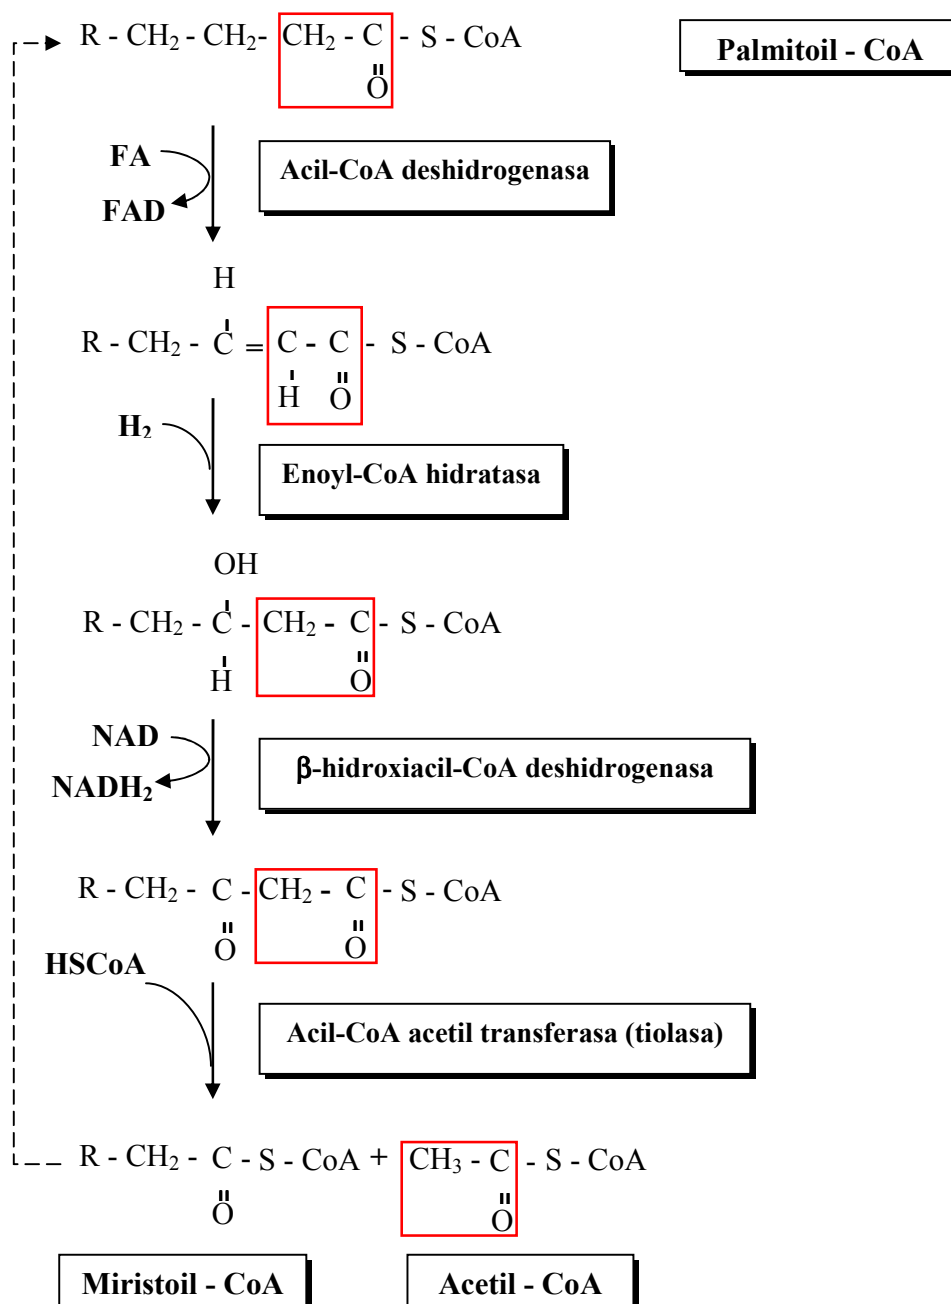 R - CH₂ - CH₂- CH₂ - C - S - CoA
O
Palmitoil - CoA
FA
FAD
Acil-CoA deshidrogenasa
H
R - CH₂ - C = C - C - S - CoA
H O
H₂
Enoyl-CoA hidratasa
OH
R - CH₂ - C - CH₂ - C - S - CoA
H O
NAD
NADH₂
β-hidroxiacil-CoA deshidrogenasa
R - CH₂ - C - CH₂ - C - S - CoA
O O
HSCoA
Acil-CoA acetil transferasa (tiolasa)
R - CH₂ - C - S - CoA + CH₃ - C - S - CoA
O O
Miristoil - CoA
Acetil - CoA